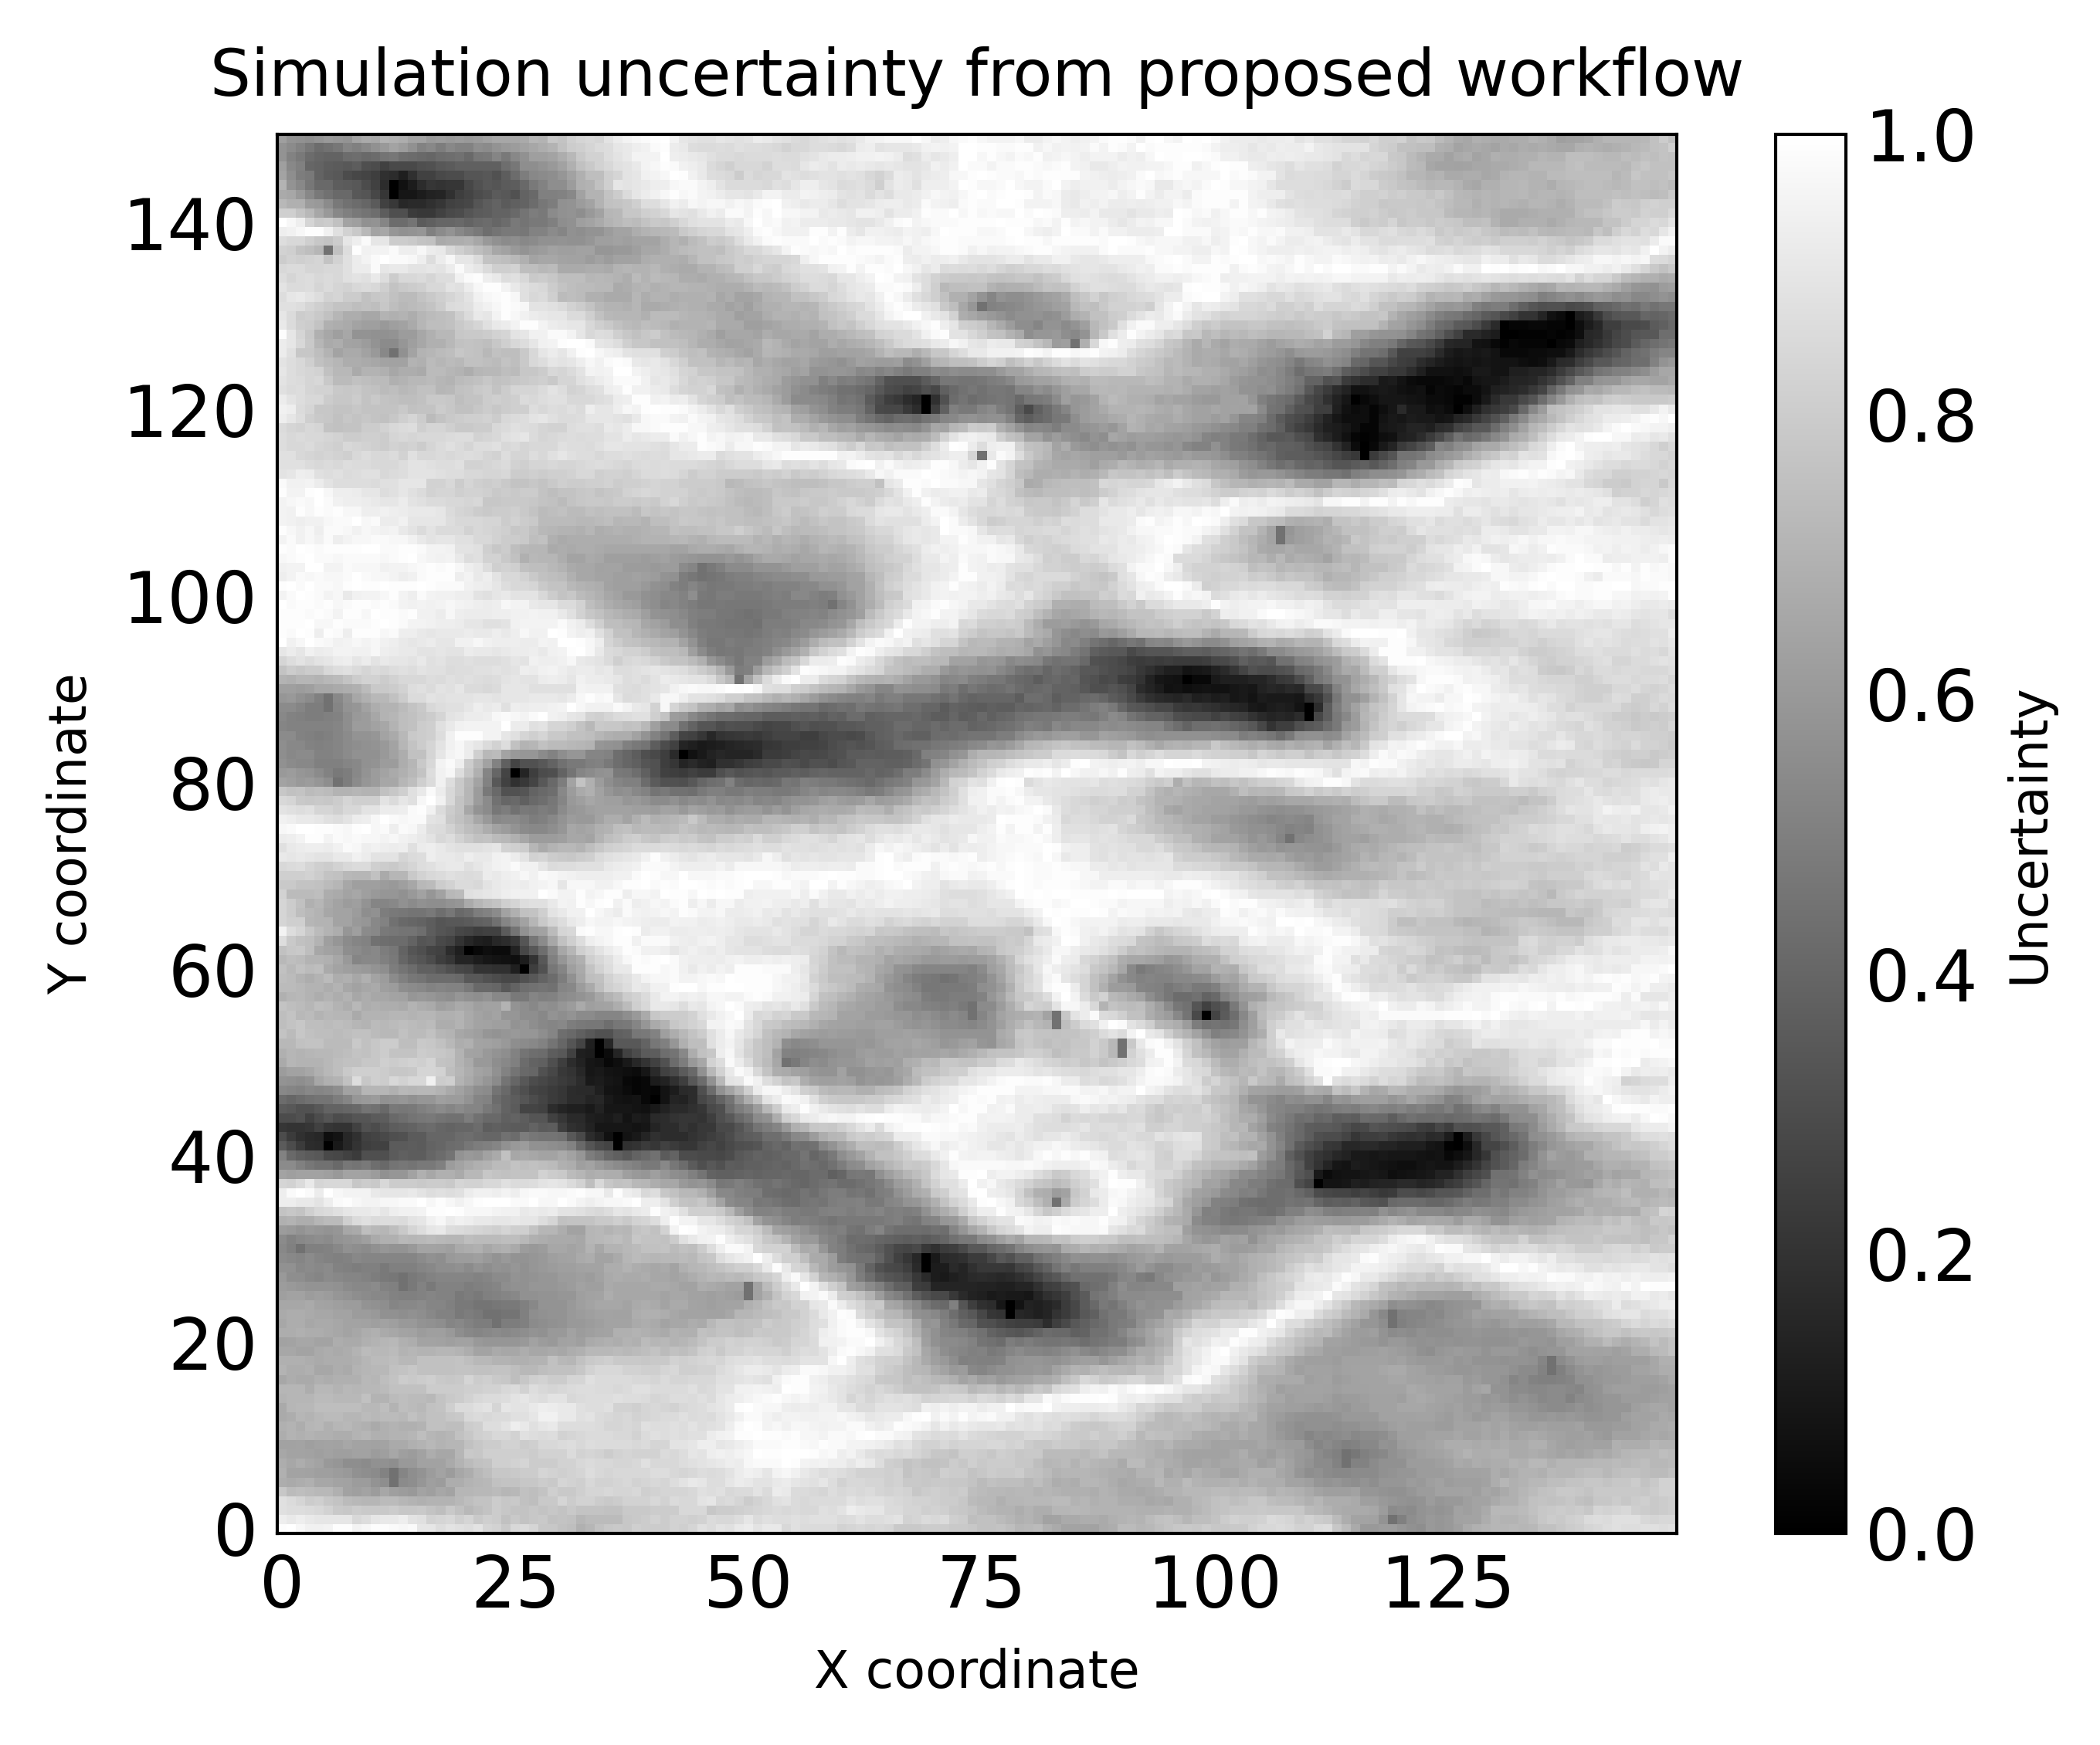 Simulation uncertainty from proposed workflow
140
120
100
80
60
40
20
0
Y coordinate
0 25 50 75 100 125
X coordinate
1.0
0.8
0.6
0.4
0.2
0.0
Uncertainty